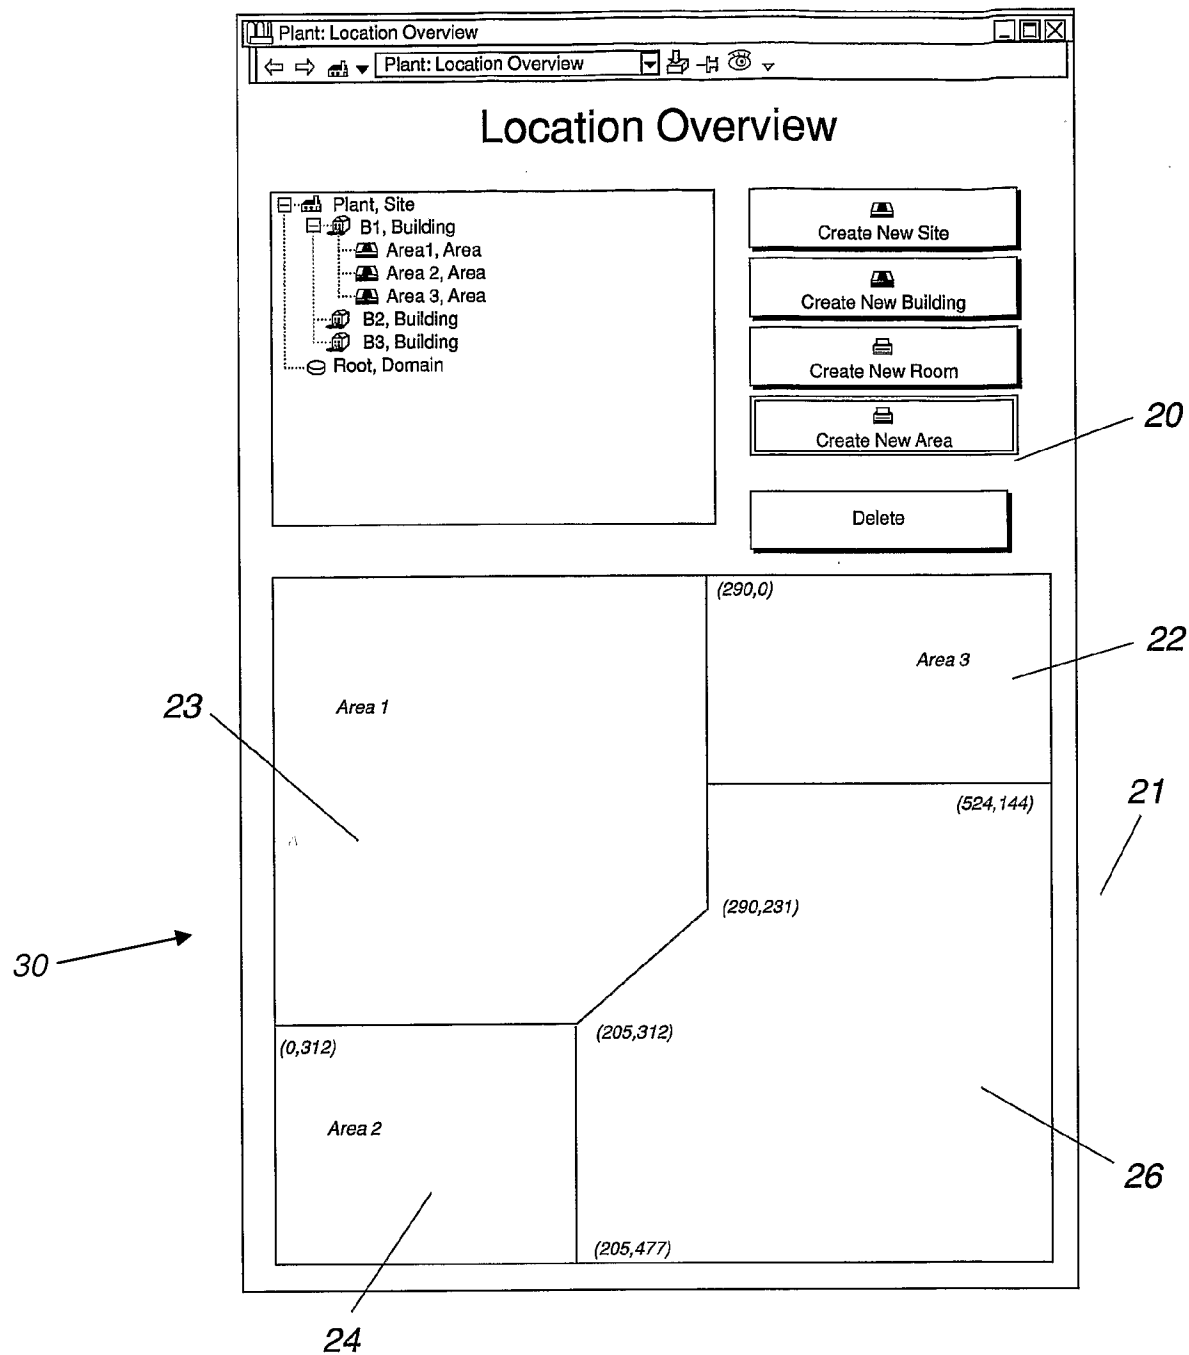 Plant: Location Overview
Plant: Location Overview
Location Overview
Plant, Site
B1, Building
Area1, Area
Area 2, Area
Area 3, Area
B2, Building
B3, Building
Root, Domain
Create New Site
Create New Building
Create New Room
Create New Area
Delete
20
(290,0)
Area 3
22
23
Area 1
(524,144)
21
(290,231)
30
(0,312)
(205,312)
Area 2
26
(205,477)
24